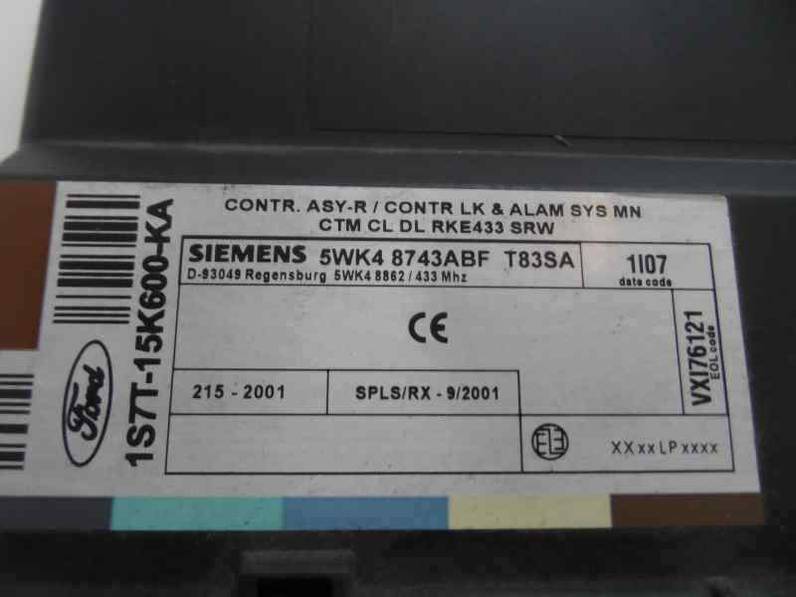 CONTR. ASY-R / CONTR LK & ALAM SYS MN
CTM CL DL RKE433 SRW
SIEMENS 5WK4 8743ABF T83SA
D-93049 Regensburg 5WK4 8862 / 433 Mhz
1I07
date code
CE
VXI76121
EOL code
215 - 2001
SPLS/RX - 9/2001
XX xx LP xxxx
Ford
1S7T-15K600-KA